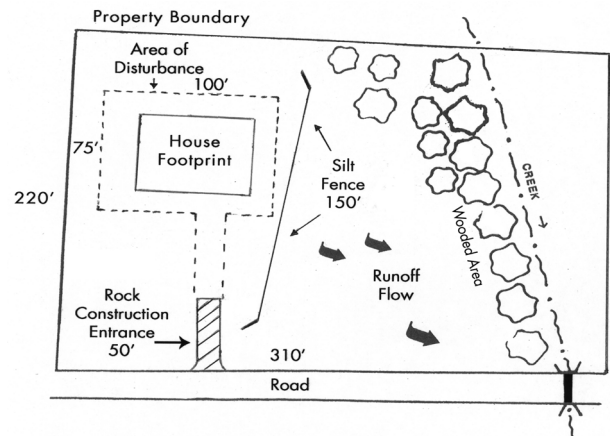 Property Boundary
Area of
Disturbance
100'
75'
House
Footprint
220'
Silt
Fence
150'
CREEK
Wooded Area
Runoff
Flow
Rock
Construction
Entrance
50'
310'
Road